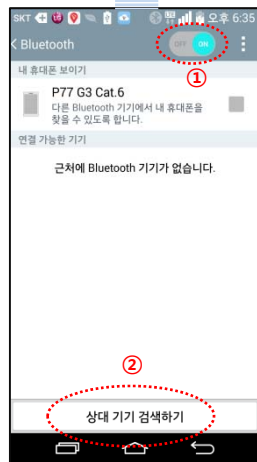 SKT 오후 6:35
< Bluetooth OFF ON
①
내 휴대폰 보이기
P77 G3 Cat.6
다른 Bluetooth 기기에서 내 휴대폰을
찾을 수 있도록 합니다.
연결 가능한 기기
근처에 Bluetooth 기기가 없습니다.
②
상대 기기 검색하기